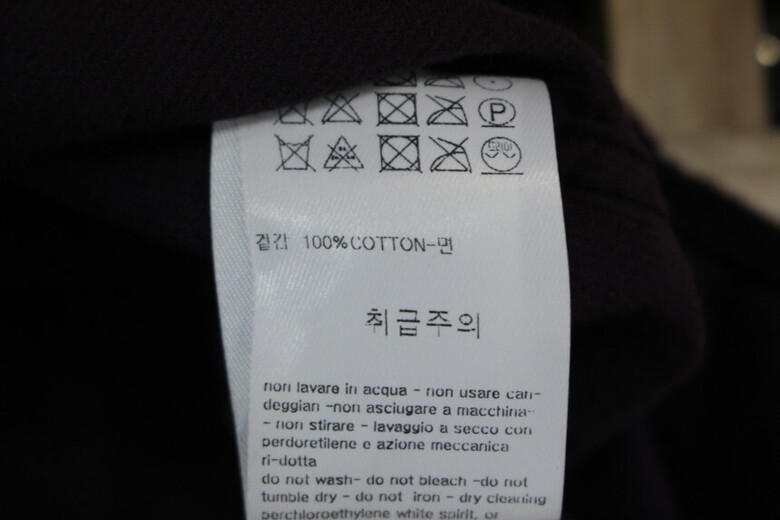 P
드라이
겉감 100%COTTON-면
취급주의
non lavare in acqua - non usare can-
deggian -non asciugare a macchina-
- non stirare - lavaggio a secco con
perdoretilene e azione meccanica
ri-dotta
do not wash- do not bleach -do not
tumble dry - do not iron - dry cleaning
perchloroethylene white spirit, or